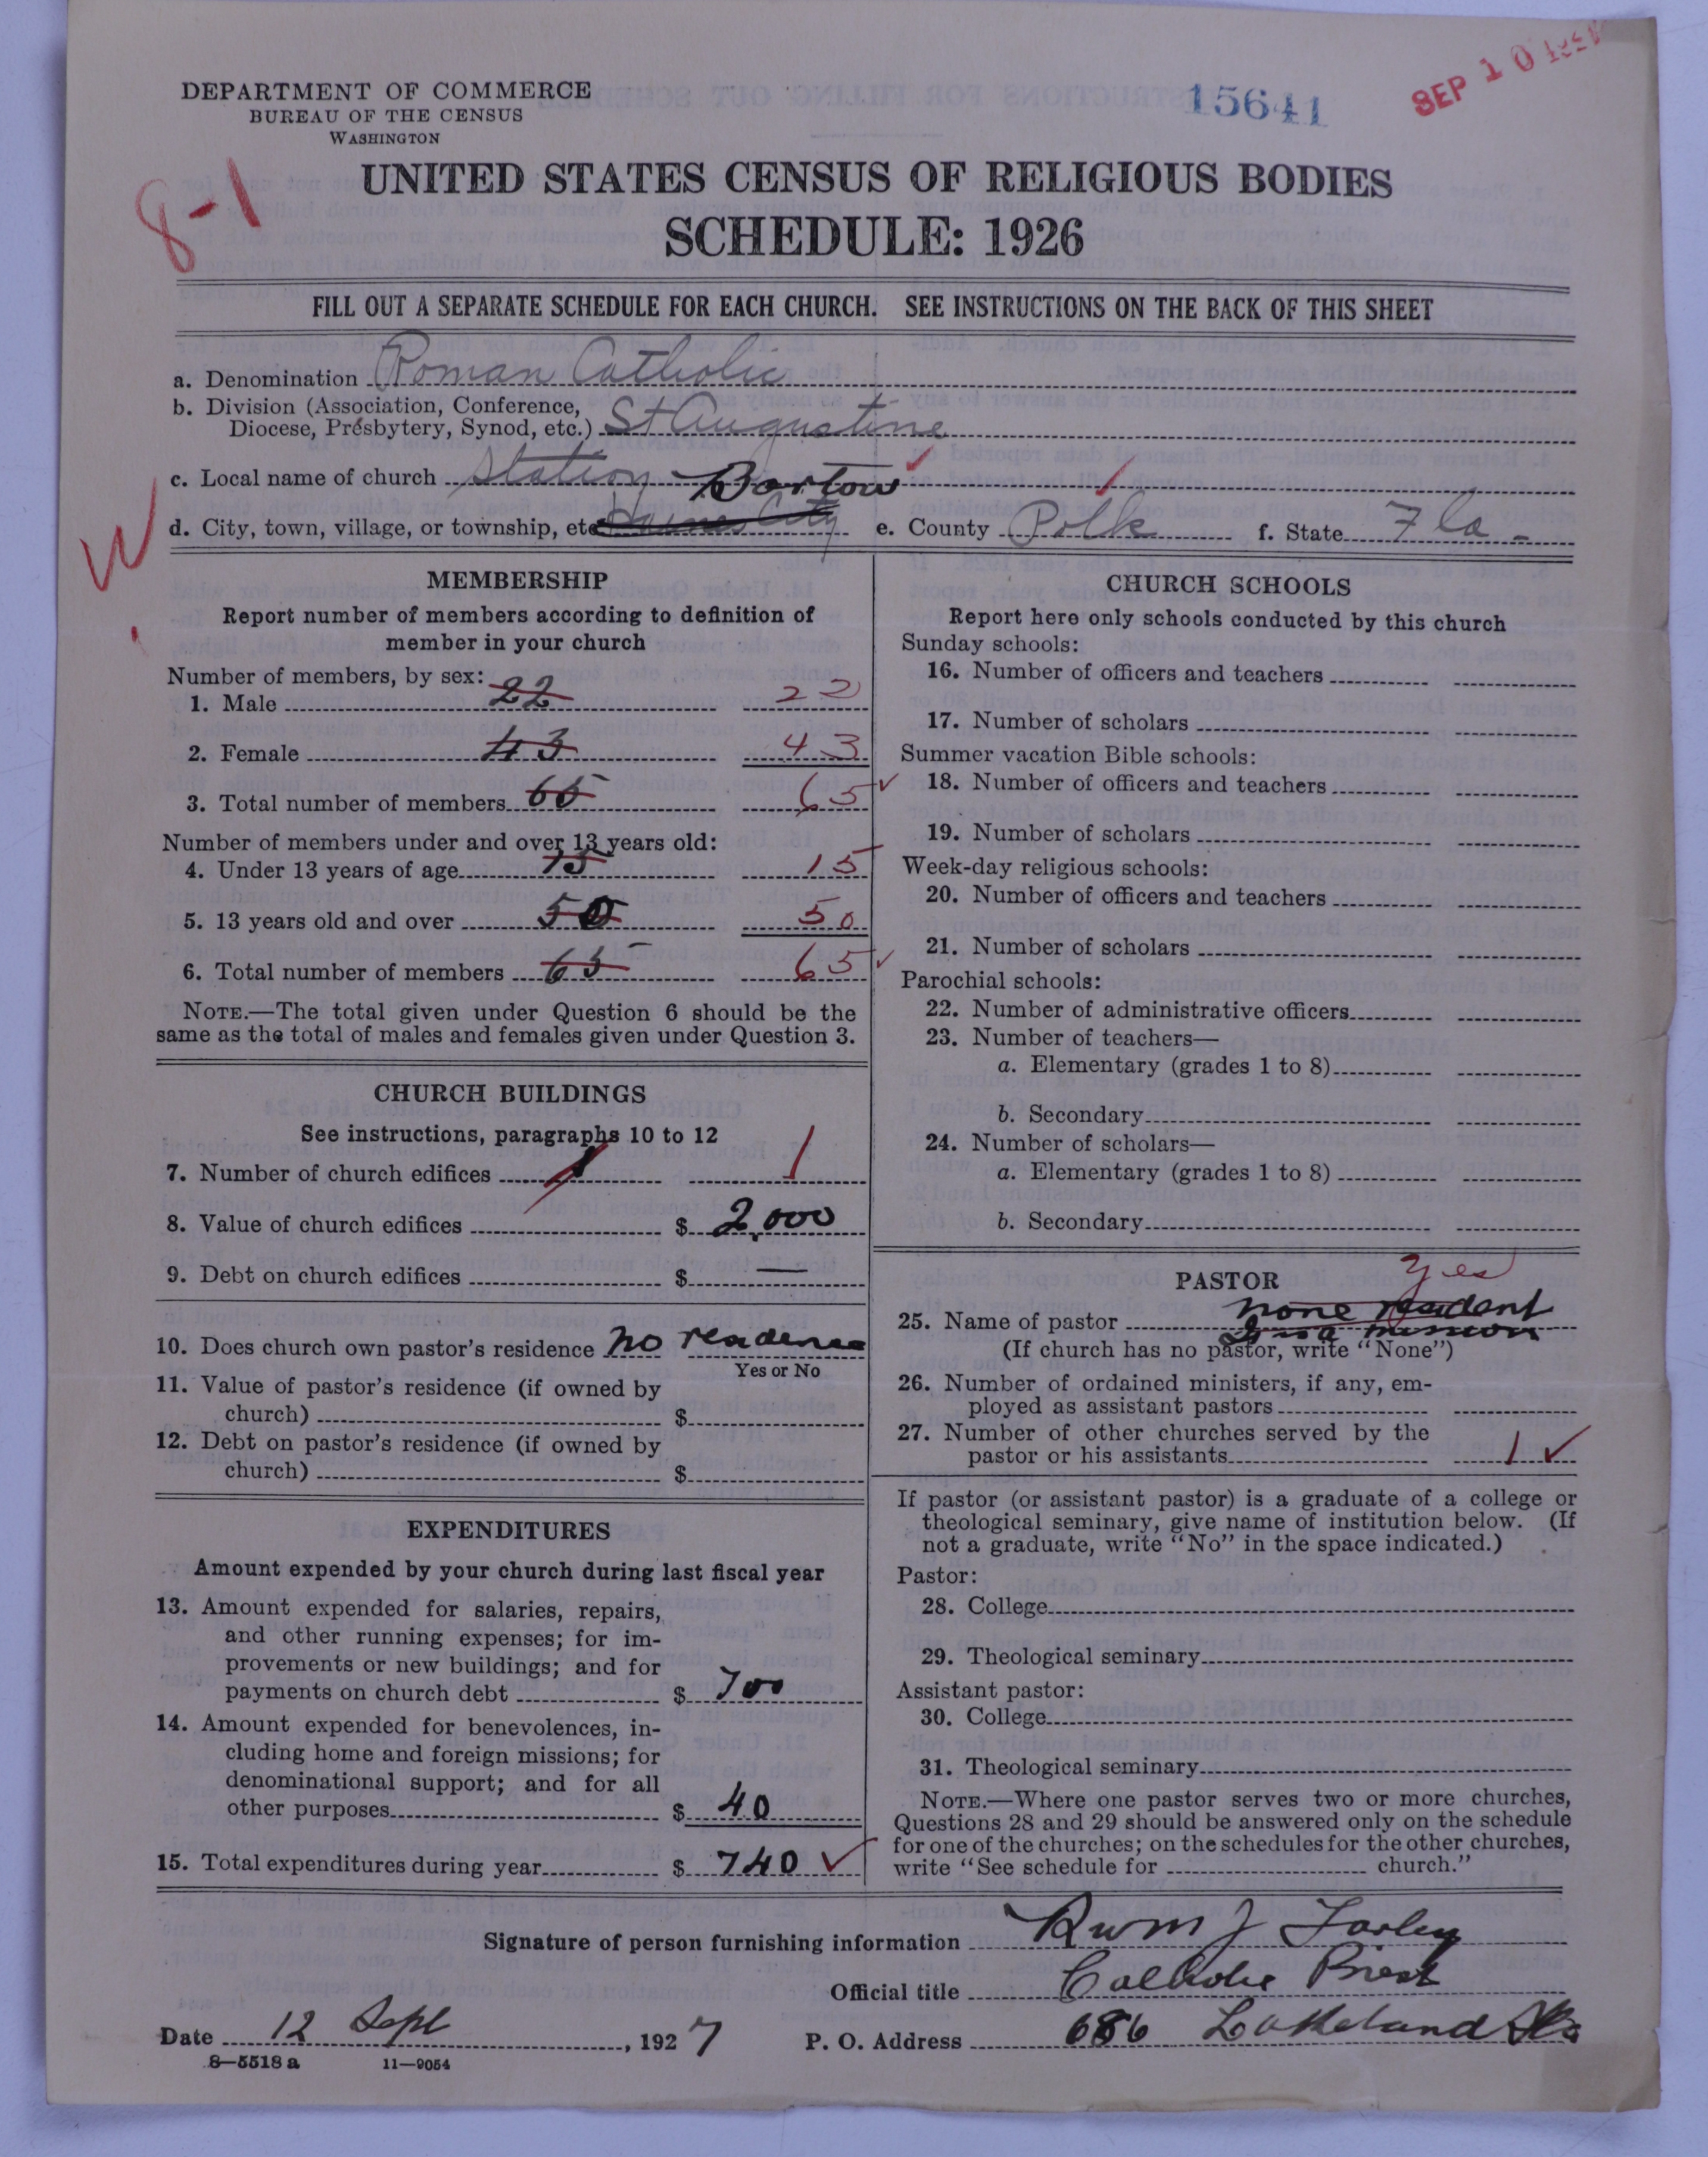 DEPARTMENT OF COMMERCE
BUREAU OF THE CENSUS
WASHINGTON
15641
SEP 10
8-1
UNITED STATES CENSUS OF RELIGIOUS BODIES
SCHEDULE: 1926
FILL OUT A SEPARATE SCHEDULE FOR EACH CHURCH. SEE INSTRUCTIONS ON THE BACK OF THIS SHEET
a. Denomination Roman Catholic
b. Division (Association, Conference,
Diocese, Presbytery, Synod, etc.) St Augustine
c. Local name of church Station Bartow
W
d. City, town, village, or township, etc Haines City e. County Polk f. State Fla -
MEMBERSHIP
Report number of members according to definition of
member in your church
Number of members, by sex:
1. Male 22 22
2. Female 43 43
3. Total number of members 65 65 ✓
Number of members under and over 13 years old:
4. Under 13 years of age 15 15
5. 13 years old and over 50 50
6. Total number of members 65 65 ✓
NOTE.—The total given under Question 6 should be the
same as the total of males and females given under Question 3.
CHURCH BUILDINGS
See instructions, paragraphs 10 to 12
7. Number of church edifices 1 1
8. Value of church edifices $ 2,000
9. Debt on church edifices $ —
10. Does church own pastor's residence no residence
Yes or No
11. Value of pastor's residence (if owned by
church) $
12. Debt on pastor's residence (if owned by
church) $
EXPENDITURES
Amount expended by your church during last fiscal year
13. Amount expended for salaries, repairs,
and other running expenses; for im-
provements or new buildings; and for
payments on church debt $ 700
14. Amount expended for benevolences, in-
cluding home and foreign missions; for
denominational support; and for all
other purposes $ 40
15. Total expenditures during year $ 740 ✓
CHURCH SCHOOLS
Report here only schools conducted by this church
Sunday schools:
16. Number of officers and teachers
17. Number of scholars
Summer vacation Bible schools:
18. Number of officers and teachers
19. Number of scholars
Week-day religious schools:
20. Number of officers and teachers
21. Number of scholars
Parochial schools:
22. Number of administrative officers
23. Number of teachers—
a. Elementary (grades 1 to 8)
b. Secondary
24. Number of scholars—
a. Elementary (grades 1 to 8)
b. Secondary
PASTOR
yes
25. Name of pastor none resident
is a mission
(If church has no pastor, write "None")
26. Number of ordained ministers, if any, em-
ployed as assistant pastors
27. Number of other churches served by the
pastor or his assistants 1 ✓
If pastor (or assistant pastor) is a graduate of a college or
theological seminary, give name of institution below. (If
not a graduate, write "No" in the space indicated.)
Pastor:
28. College
29. Theological seminary
Assistant pastor:
30. College
31. Theological seminary
NOTE.—Where one pastor serves two or more churches,
Questions 28 and 29 should be answered only on the schedule
for one of the churches; on the schedules for the other churches,
write "See schedule for church."
Signature of person furnishing information J Farley
Official title Catholic Priest
Date 12 Sept, 1927 P. O. Address 686 Lakeland Fla
8—5518 a 11—9054